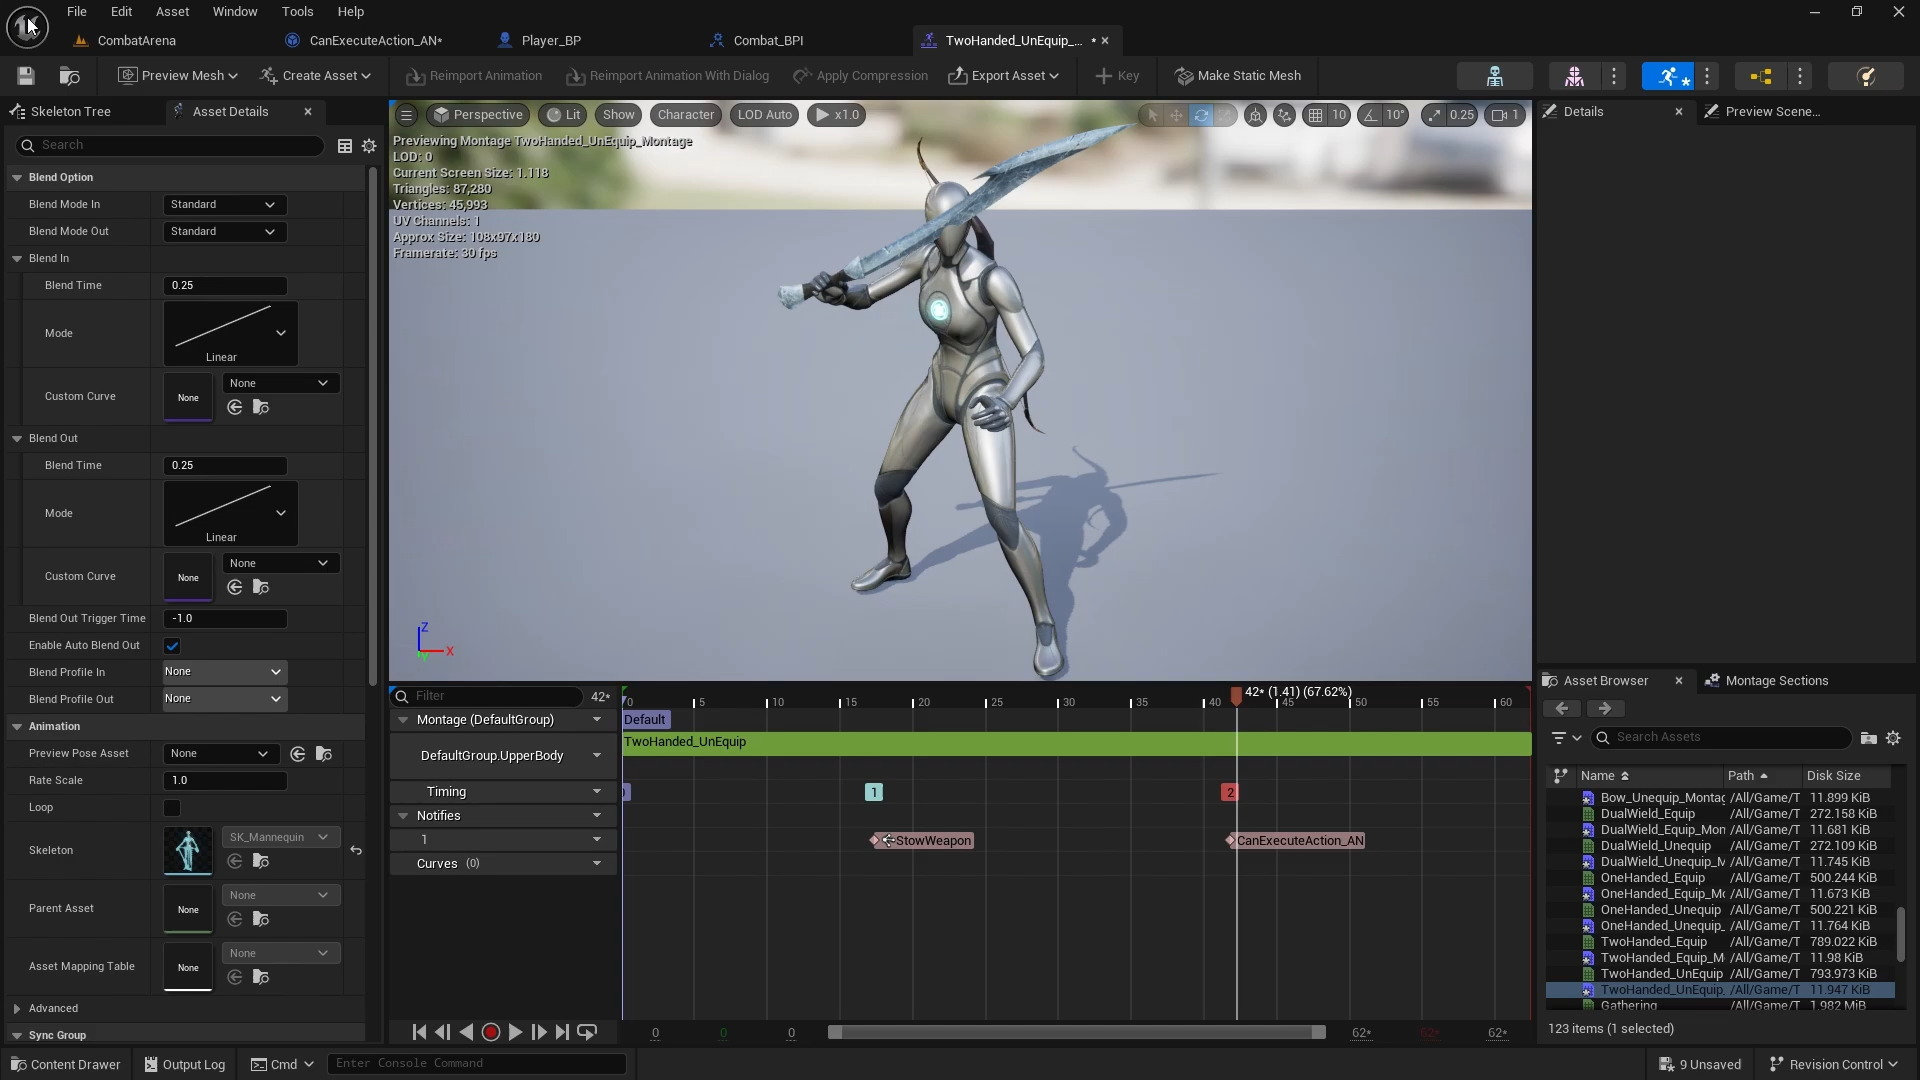 File Edit Asset Window Tools Help
CombatArena CanExecuteAction_AN* Player_BP Combat_BPI TwoHanded_UnEquip_... *
Preview Mesh Create Asset Reimport Animation Reimport Animation With Dialog Apply Compression Export Asset Key Make Static Mesh
Skeleton Tree Asset Details
Search
Blend Option
Blend Mode In Standard
Blend Mode Out Standard
Blend In
Blend Time 0.25
Mode
Linear
Custom Curve None None
Blend Out
Blend Time 0.25
Mode
Linear
Custom Curve None None
Blend Out Trigger Time -1.0
Enable Auto Blend Out
Blend Profile In None
Blend Profile Out None
Animation
Preview Pose Asset None
Rate Scale 1.0
Loop
Skeleton SK_Mannequin
Parent Asset None None
Asset Mapping Table None None
Advanced
Sync Group
Perspective Lit Show Character LOD Auto x1.0 10 10° 0.25 1
Previewing Montage TwoHanded_UnEquip_Montage
LOD: 0
Current Screen Size: 1.118
Triangles: 87,280
Vertices: 45,993
UV Channels: 1
Approx Size: 108x97x180
Framerate: 30 fps
Z
X
Y
Filter 42*
42* (1.41) (67.62%)
0 5 10 15 20 25 30 35 40 45 50 55 60
Montage (DefaultGroup) Default
TwoHanded_UnEquip
DefaultGroup.UpperBody
Timing 1 2
Notifies
1 StowWeapon CanExecuteAction_AN
Curves (0)
0 0 0 62* 62* 62*
Details Preview Scene...
Asset Browser Montage Sections
Search Assets
Name Path Disk Size
Bow_Unequip_Montag /All/Game/T 11.899 KiB
DualWield_Equip /All/Game/T 272.158 KiB
DualWield_Equip_Mon /All/Game/T 11.681 KiB
DualWield_Unequip /All/Game/T 272.109 KiB
DualWield_Unequip_M /All/Game/T 11.745 KiB
OneHanded_Equip /All/Game/T 500.244 KiB
OneHanded_Equip_Mo /All/Game/T 11.673 KiB
OneHanded_Unequip /All/Game/T 500.221 KiB
OneHanded_Unequip_ /All/Game/T 11.764 KiB
TwoHanded_Equip /All/Game/T 789.022 KiB
TwoHanded_Equip_M /All/Game/T 11.98 KiB
TwoHanded_UnEquip /All/Game/T 793.973 KiB
TwoHanded_UnEquip_ /All/Game/T 11.947 KiB
Gathering /All/Game/T 1.982 MiB
123 items (1 selected)
Content Drawer Output Log Cmd Enter Console Command 9 Unsaved Revision Control